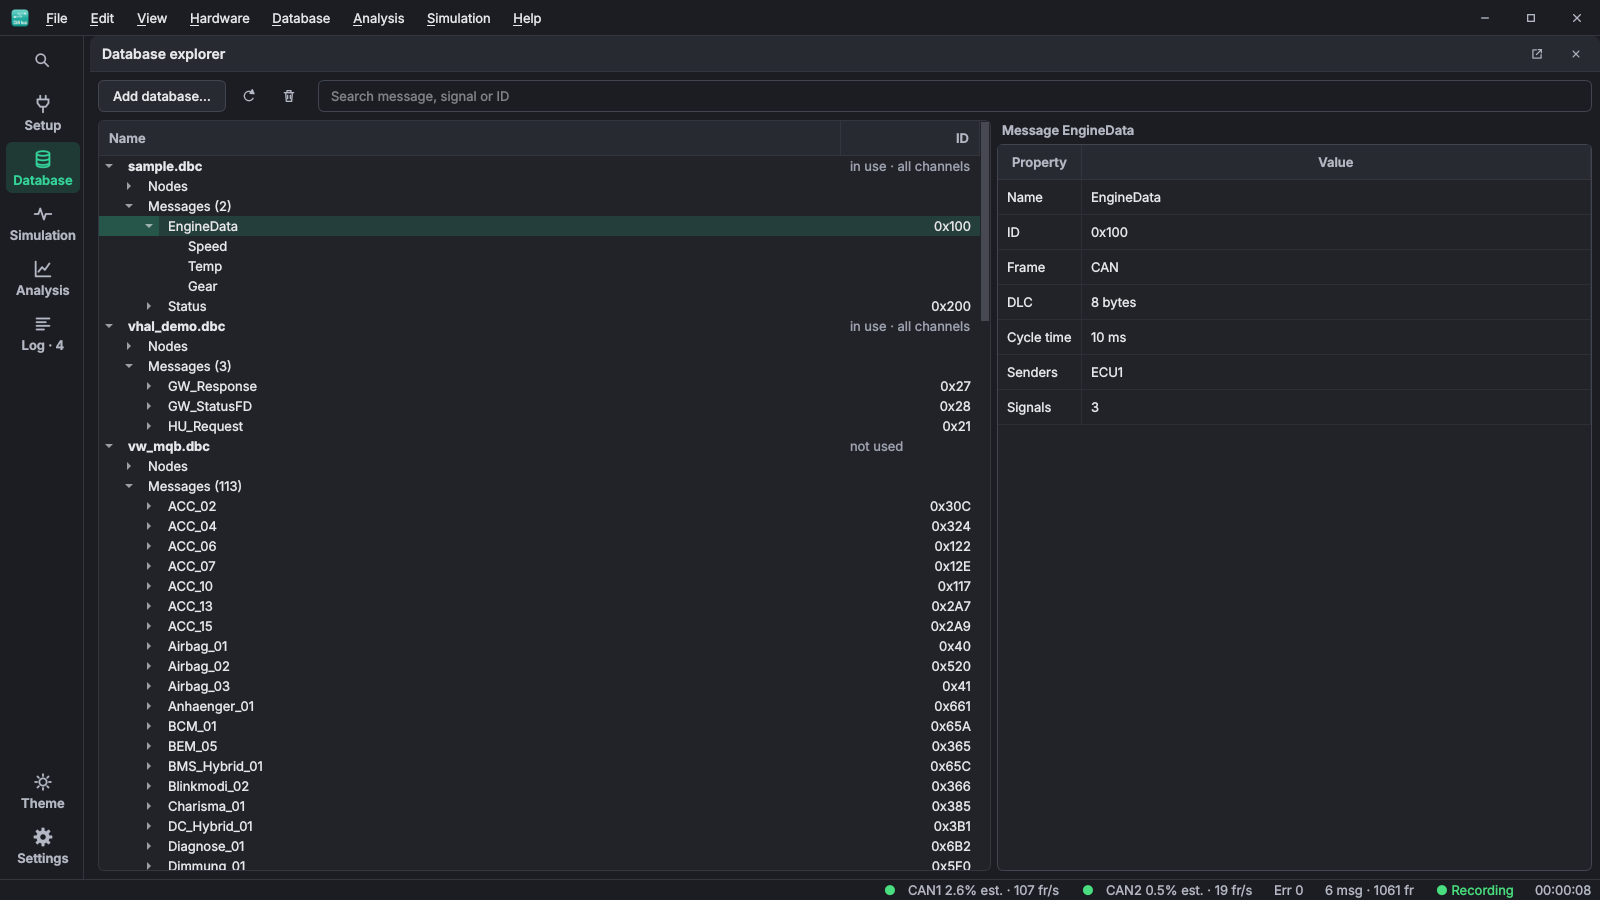 File Edit View Hardware Database Analysis Simulation Help
Database explorer
Add database...
Search message, signal or ID
Setup
Database
Simulation
Analysis
Log · 4
Theme
Settings
Name ID
sample.dbc in use · all channels
Nodes
Messages (2)
EngineData 0x100
Speed
Temp
Gear
Status 0x200
vhal_demo.dbc in use · all channels
Nodes
Messages (3)
GW_Response 0x27
GW_StatusFD 0x28
HU_Request 0x21
vw_mqb.dbc not used
Nodes
Messages (113)
ACC_02 0x30C
ACC_04 0x324
ACC_06 0x122
ACC_07 0x12E
ACC_10 0x117
ACC_13 0x2A7
ACC_15 0x2A9
Airbag_01 0x40
Airbag_02 0x520
Airbag_03 0x41
Anhaenger_01 0x661
BCM_01 0x65A
BEM_05 0x365
BMS_Hybrid_01 0x65C
Blinkmodi_02 0x366
Charisma_01 0x385
DC_Hybrid_01 0x3B1
Diagnose_01 0x6B2
Dimmung_01 0x5F0
Message EngineData
Property Value
Name EngineData
ID 0x100
Frame CAN
DLC 8 bytes
Cycle time 10 ms
Senders ECU1
Signals 3
CAN1 2.6% est. · 107 fr/s CAN2 0.5% est. · 19 fr/s Err 0 6 msg · 1061 fr Recording 00:00:08